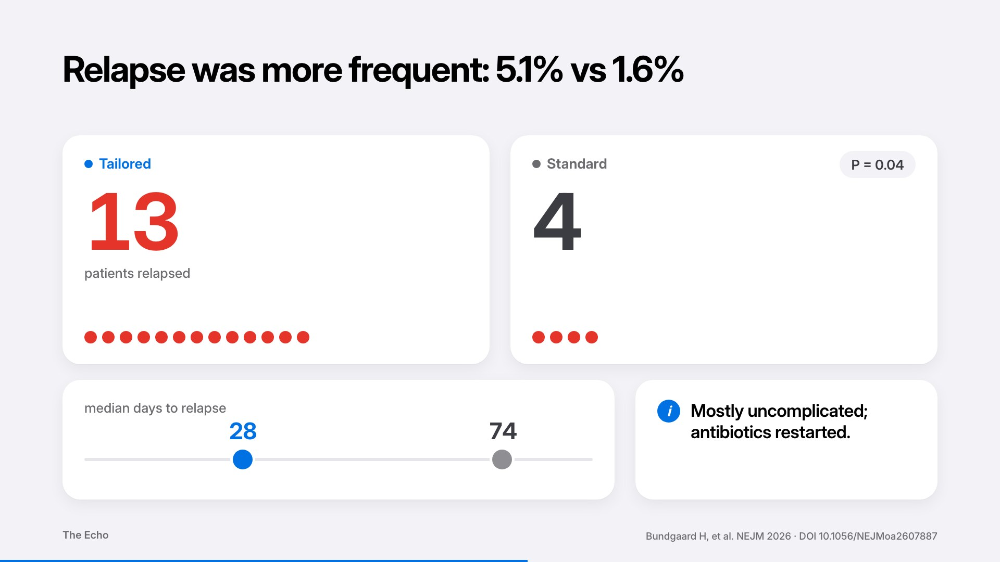 Relapse was more frequent: 5.1% vs 1.6%
Tailored
13
patients relapsed
Standard
P = 0.04
4
median days to relapse
28
74
i
Mostly uncomplicated;
antibiotics restarted.
The Echo
Bundgaard H, et al. NEJM 2026 · DOI 10.1056/NEJMoa2607887